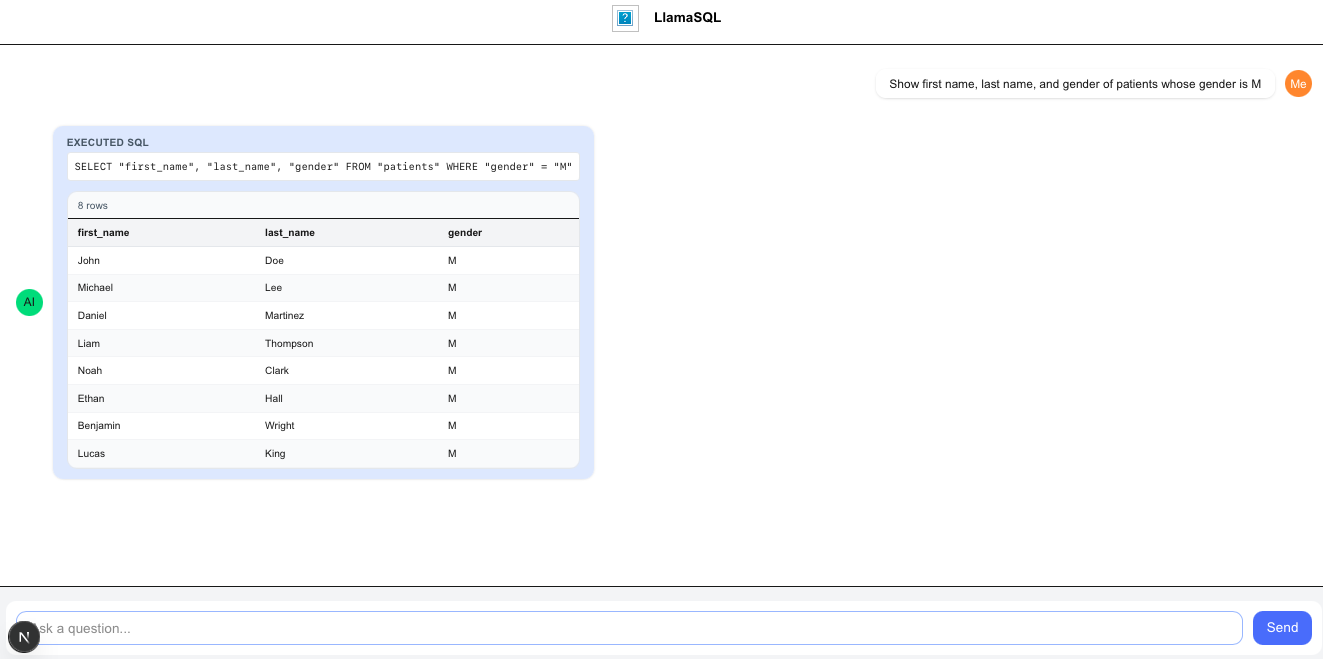 LlamaSQL
Show first name, last name, and gender of patients whose gender is M
Me
EXECUTED SQL
SELECT "first_name", "last_name", "gender" FROM "patients" WHERE "gender" = "M"
8 rows
first_name last_name gender
John Doe M
Michael Lee M
AI
Daniel Martinez M
Liam Thompson M
Noah Clark M
Ethan Hall M
Benjamin Wright M
Lucas King M
sk a question...
N
Send